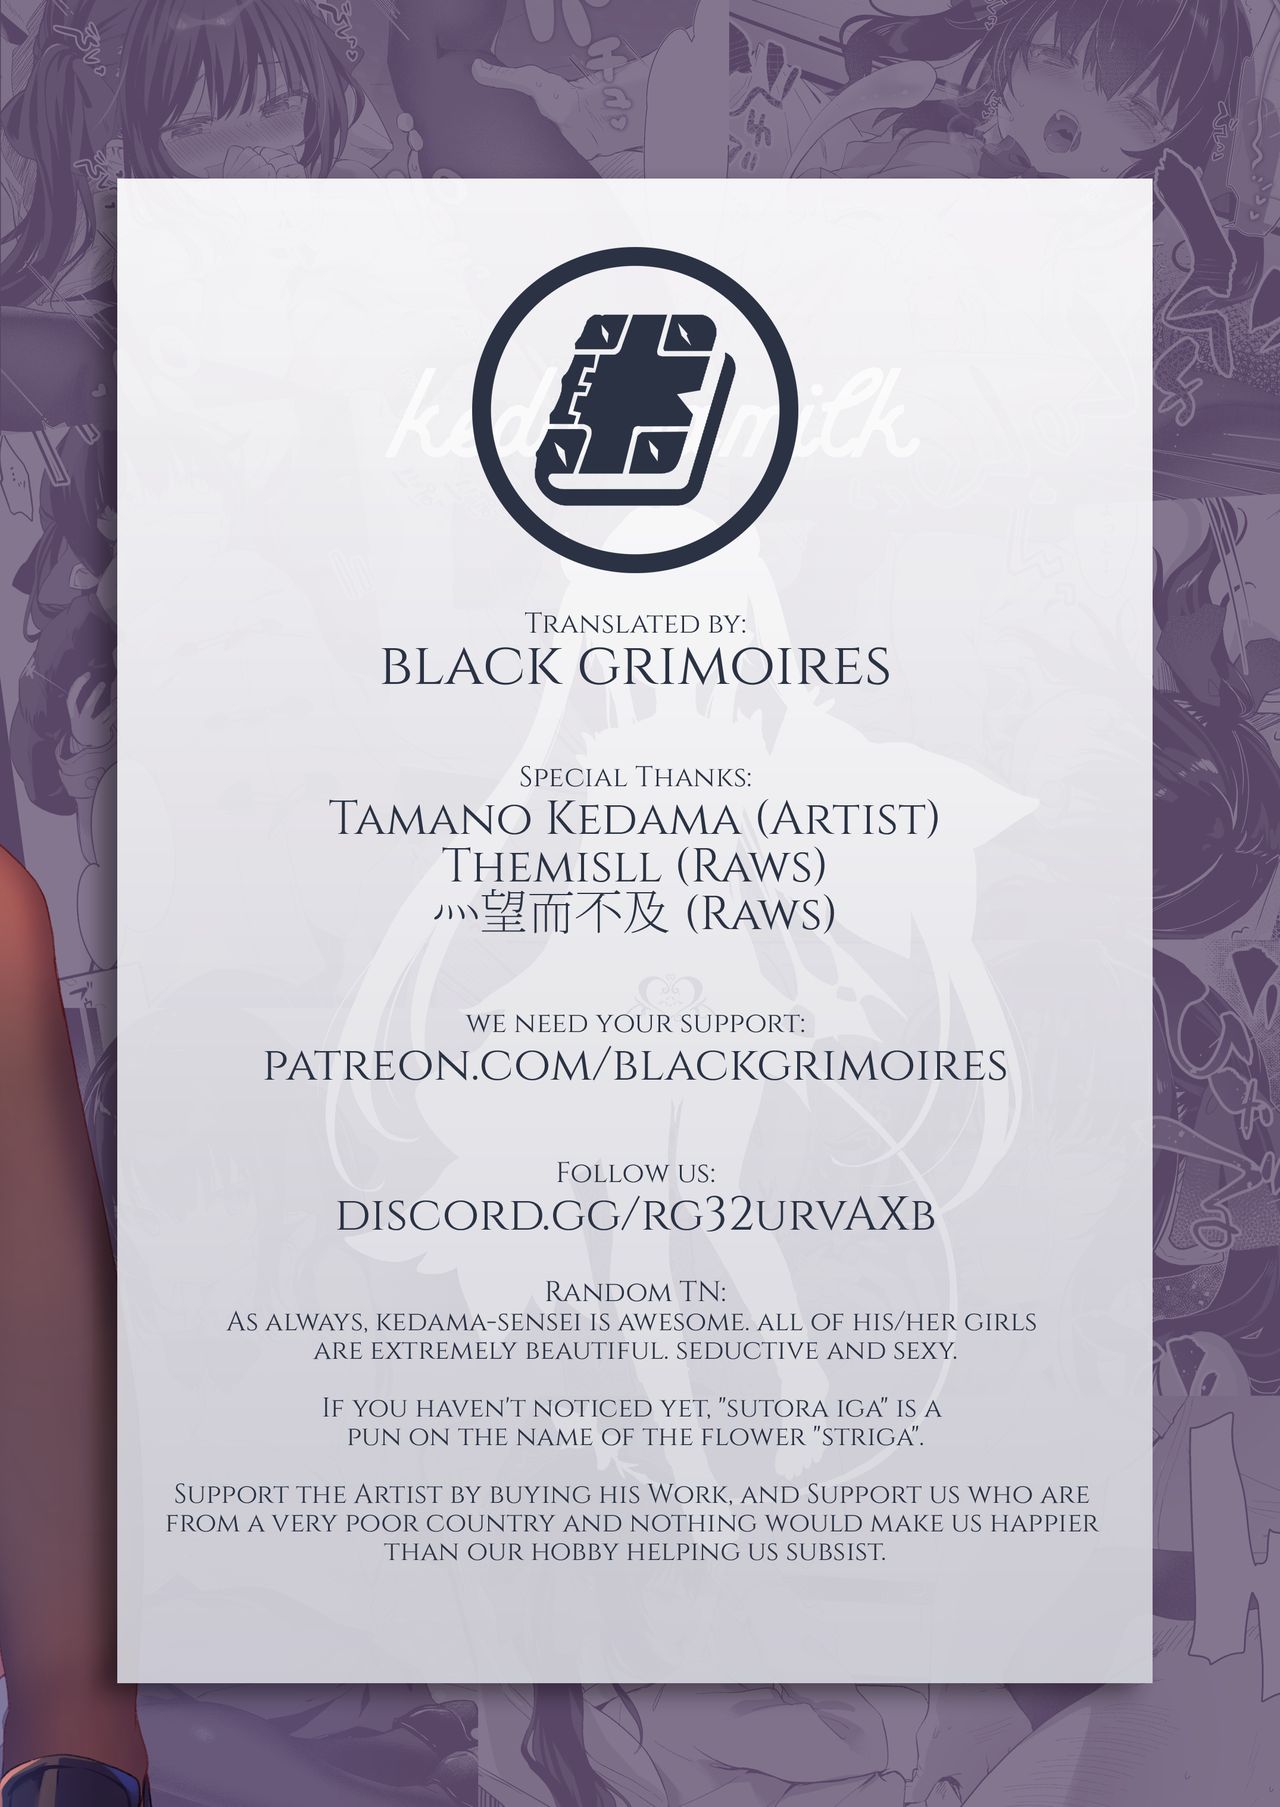 チュ♡
kedamamilk
Translated by:
BLACK GRIMOIRES
Special Thanks:
Tamano Kedama (Artist)
Themisll (Raws)
灬望而不及 (Raws)
we need your support:
patreon.com/blackgrimoires
Follow us:
discord.gg/rg32urvAXb
Random TN:
As always, kedama-sensei is awesome. all of his/her girls
are extremely beautiful. seductive and sexy.
If you haven't noticed yet, "sutora iga" is a
pun on the name of the flower "striga".
Support the Artist by buying his Work, and Support us who are
from a very poor country and nothing would make us happier
than our hobby helping us subsist.